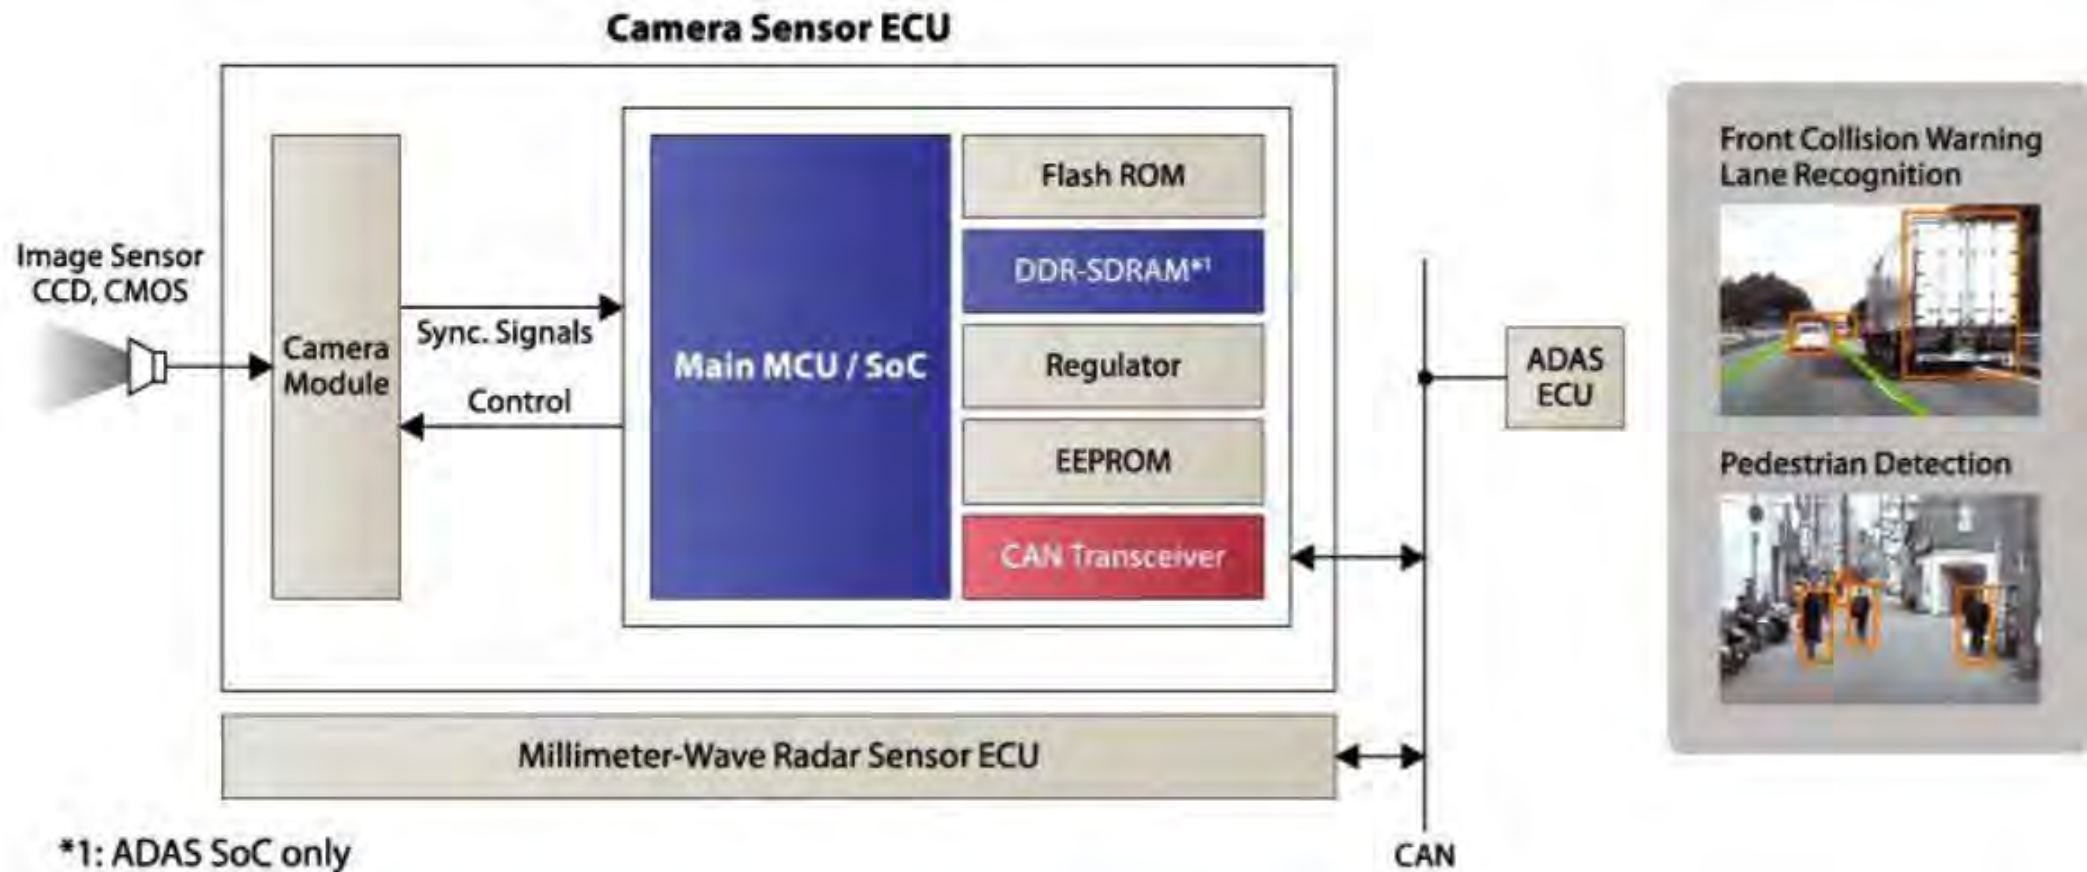 Camera Sensor ECU
Image Sensor
CCD, CMOS
Camera
Module
Sync. Signals
Control
Main MCU / SoC
Flash ROM
DDR-SDRAM*1
Regulator
EEPROM
CAN Transceiver
Millimeter-Wave Radar Sensor ECU
*1: ADAS SoC only
CAN
ADAS
ECU
Front Collision Warning
Lane Recognition
Pedestrian Detection